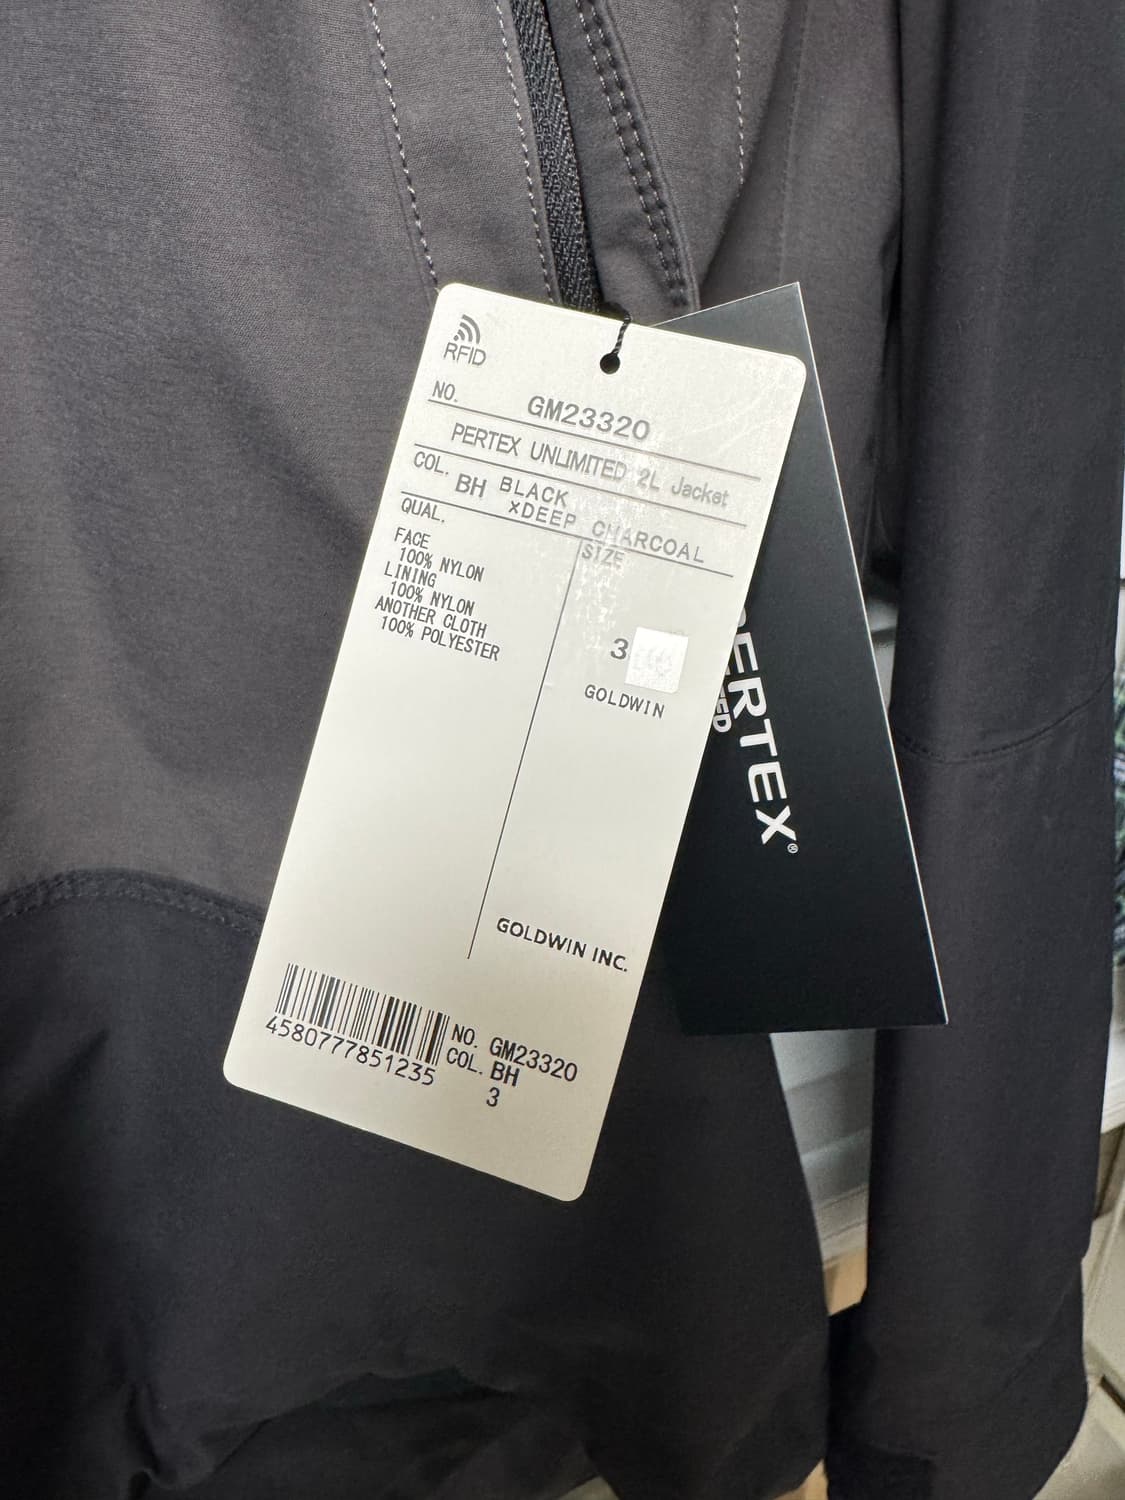 RFID
NO. GM23320
PERTEX UNLIMITED 2L Jacket
COL. BH BLACK
×DEEP CHARCOAL
QUAL.
FACE
100% NYLON
LINING
100% NYLON
ANOTHER CLOTH
100% POLYESTER
SIZE
3
GOLDWIN
GOLDWIN INC.
4580777851235
NO. GM23320
COL. BH
3
PERTEX®